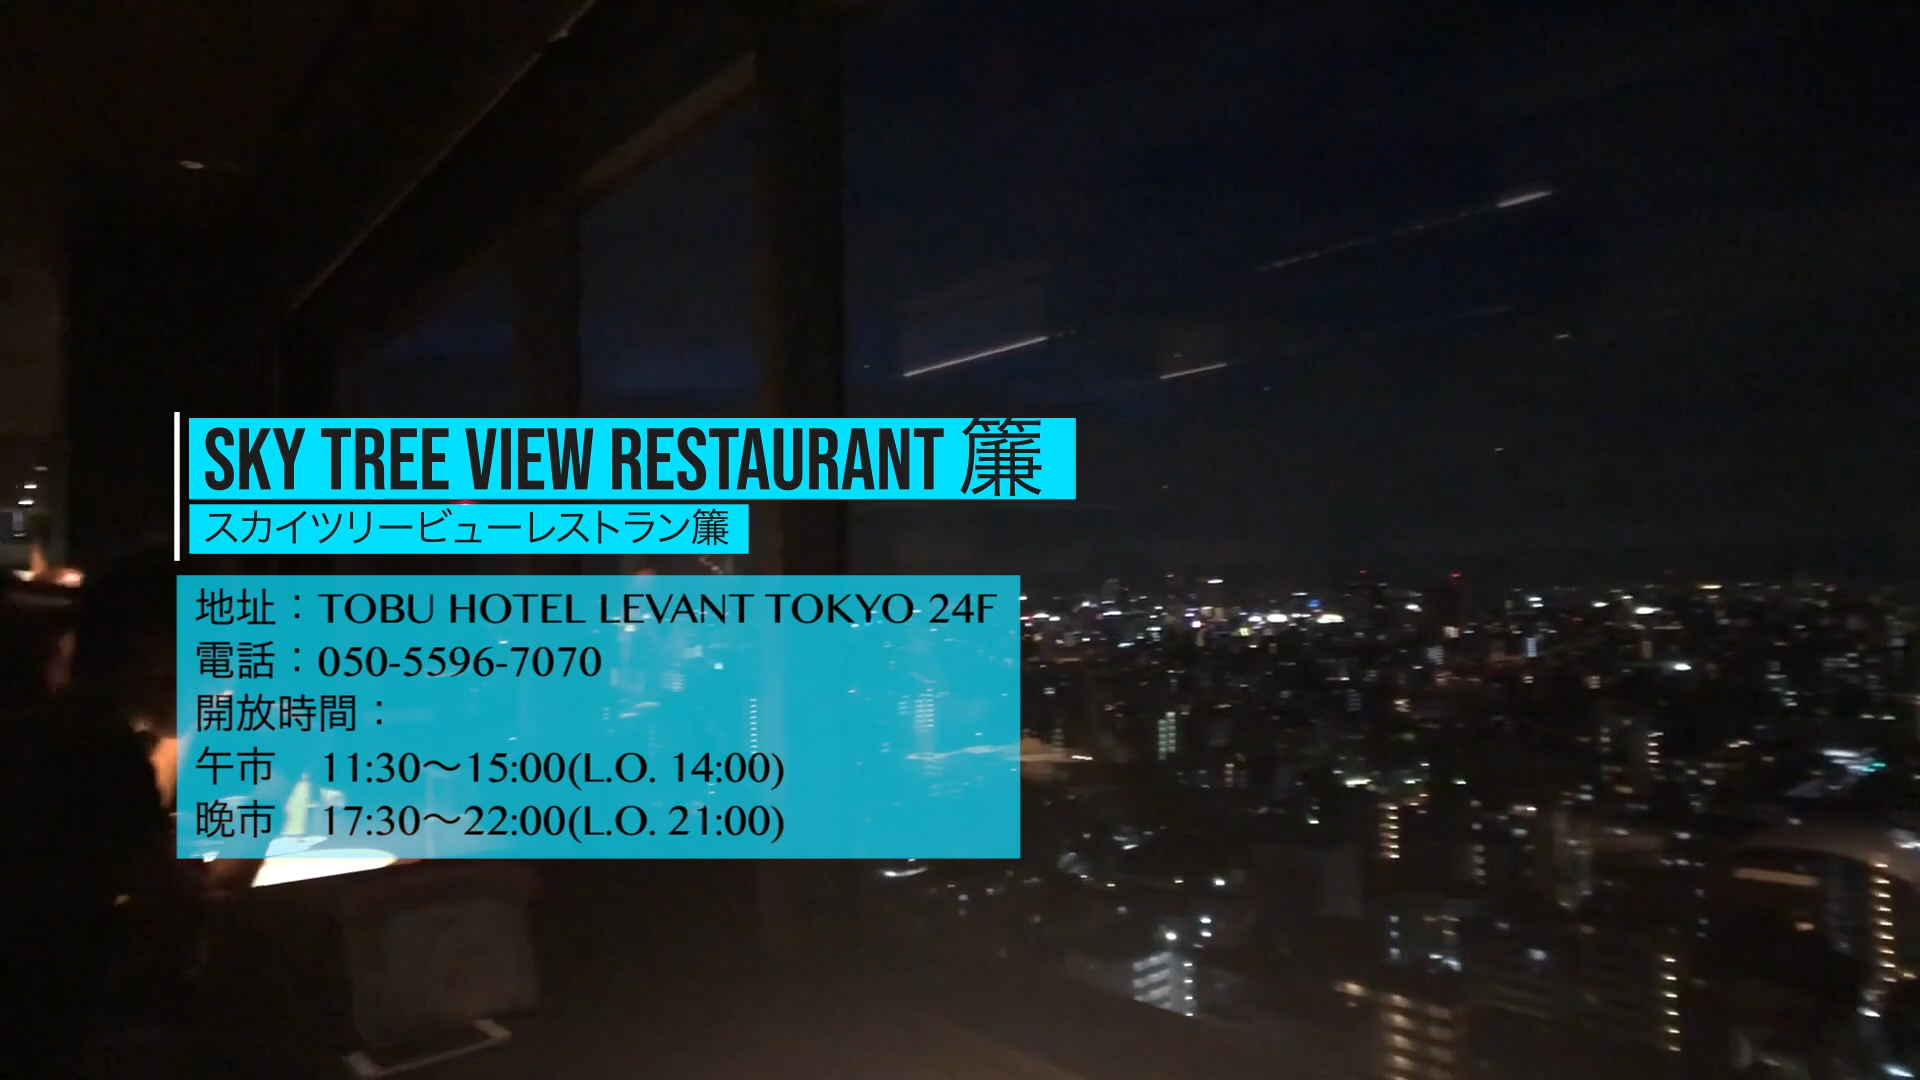 SKY TREE VIEW RESTAURANT 簾
スカイツリービューレストラン簾
地址：TOBU HOTEL LEVANT TOKYO 24F
電話：050-5596-7070
開放時間：
午市　11:30～15:00(L.O. 14:00)
晚市　17:30～22:00(L.O. 21:00)